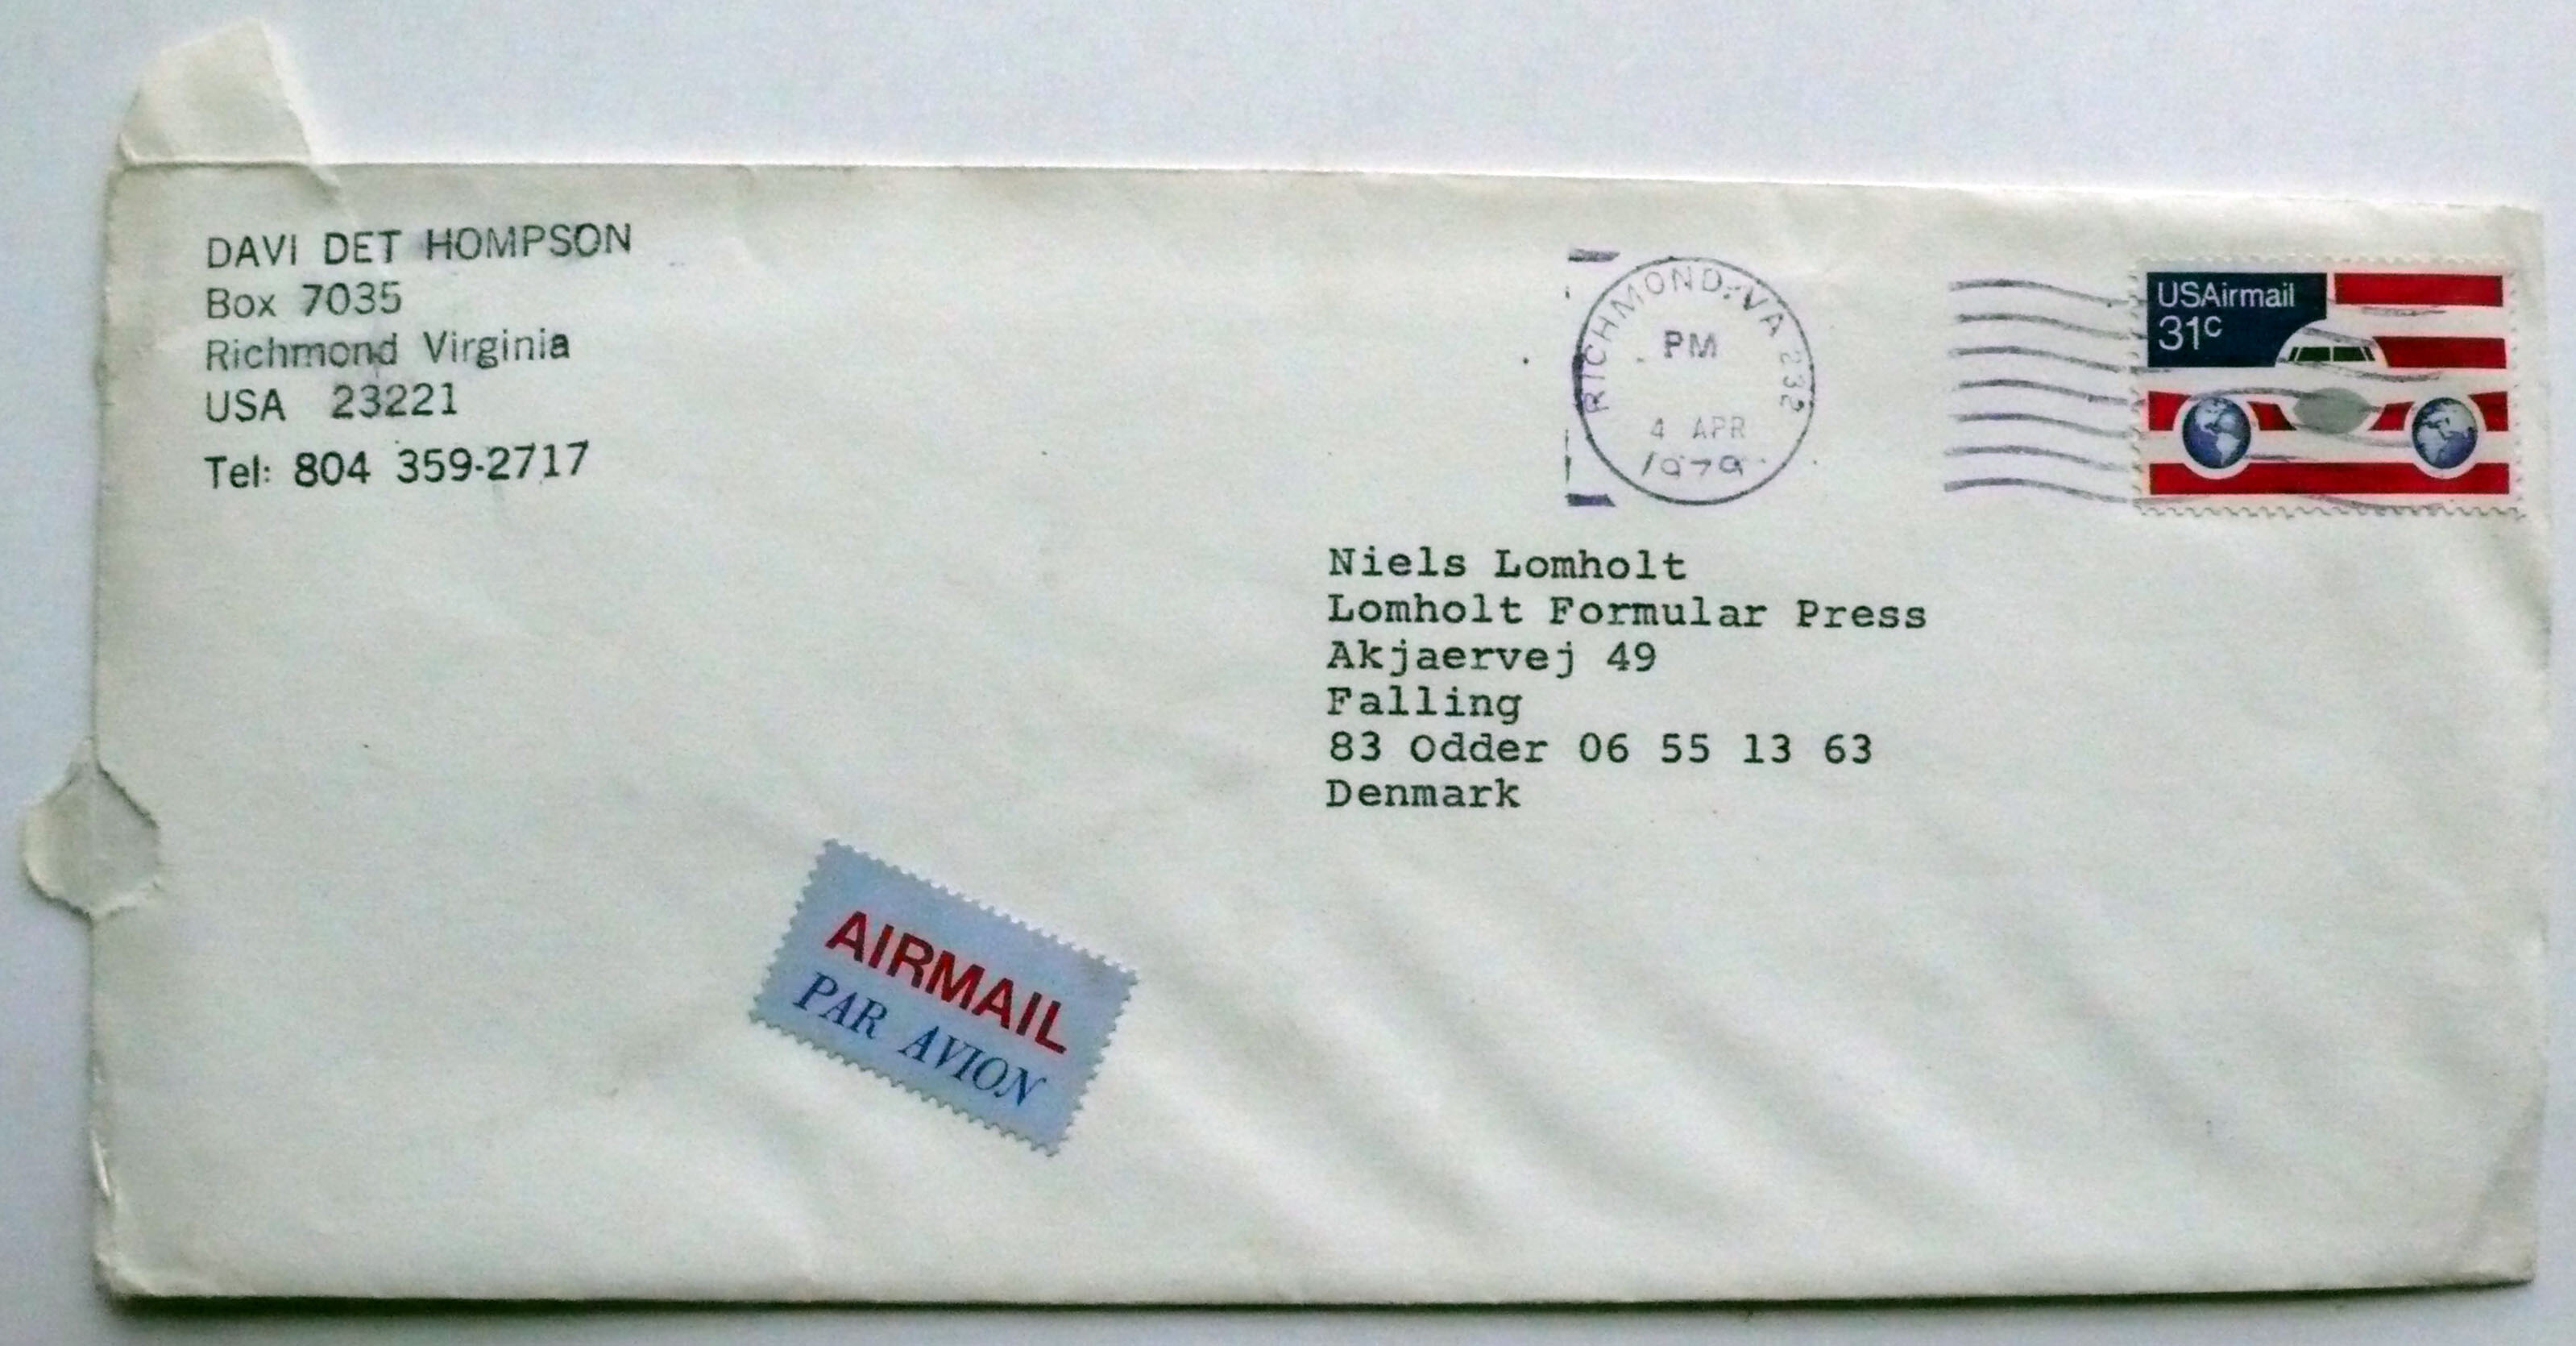 DAVI DET HOMPSON
Box 7035
Richmond Virginia
USA 23221
Tel: 804 359-2717
RICHMOND, VA 232
PM
4 APR
1979
USAirmail
31c
Niels Lomholt
Lomholt Formular Press
Akjaervej 49
Falling
83 Odder 06 55 13 63
Denmark
AIRMAIL
PAR AVION